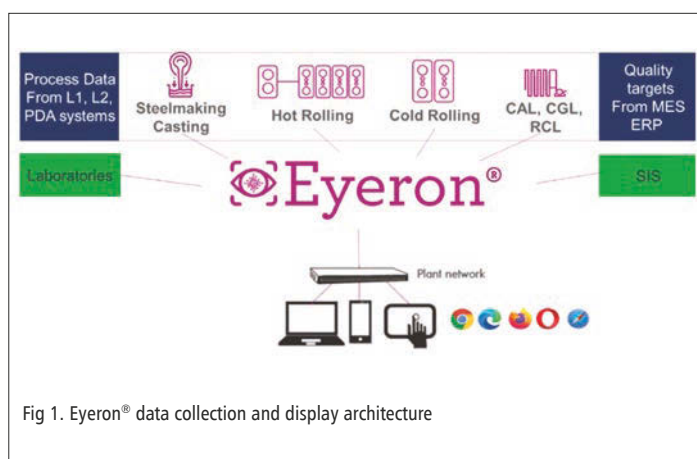 Process Data
From L1, L2,
PDA systems
Steelmaking
Casting
Hot Rolling
Cold Rolling
CAL, CGL,
RCL
Quality
targets
From MES
ERP
Laboratories
Eyeron®
SIS
Plant network
Fig 1. Eyeron® data collection and display architecture